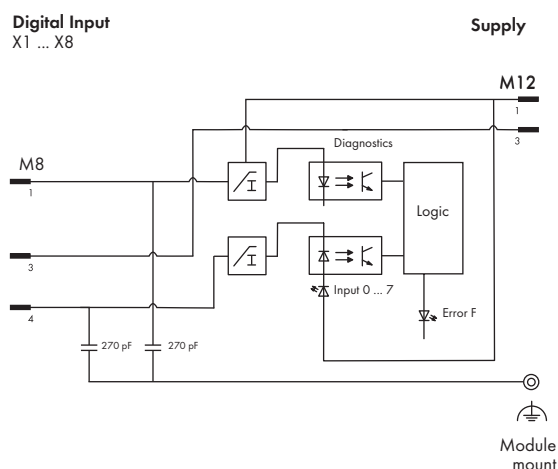 Digital Input
X1 ... X8
Supply
M12
1
3
Diagnostics
M8
1
Logic
3
Input 0 ... 7
4
Error F
270 pF
270 pF
Module
mount